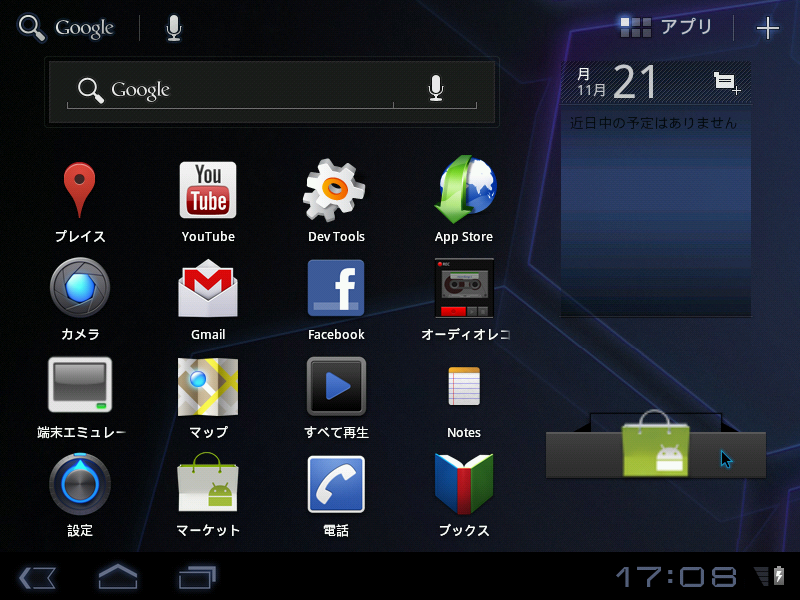 Google
アプリ
Google
月
11月 21
近日中の予定はありません
You
Tube
REC
プレイス
YouTube
Dev Tools
App Store
カメラ
Gmail
Facebook
オーディオレコ
端末エミュレー
マップ
すべて再生
Notes
設定
マーケット
電話
ブックス
17:08